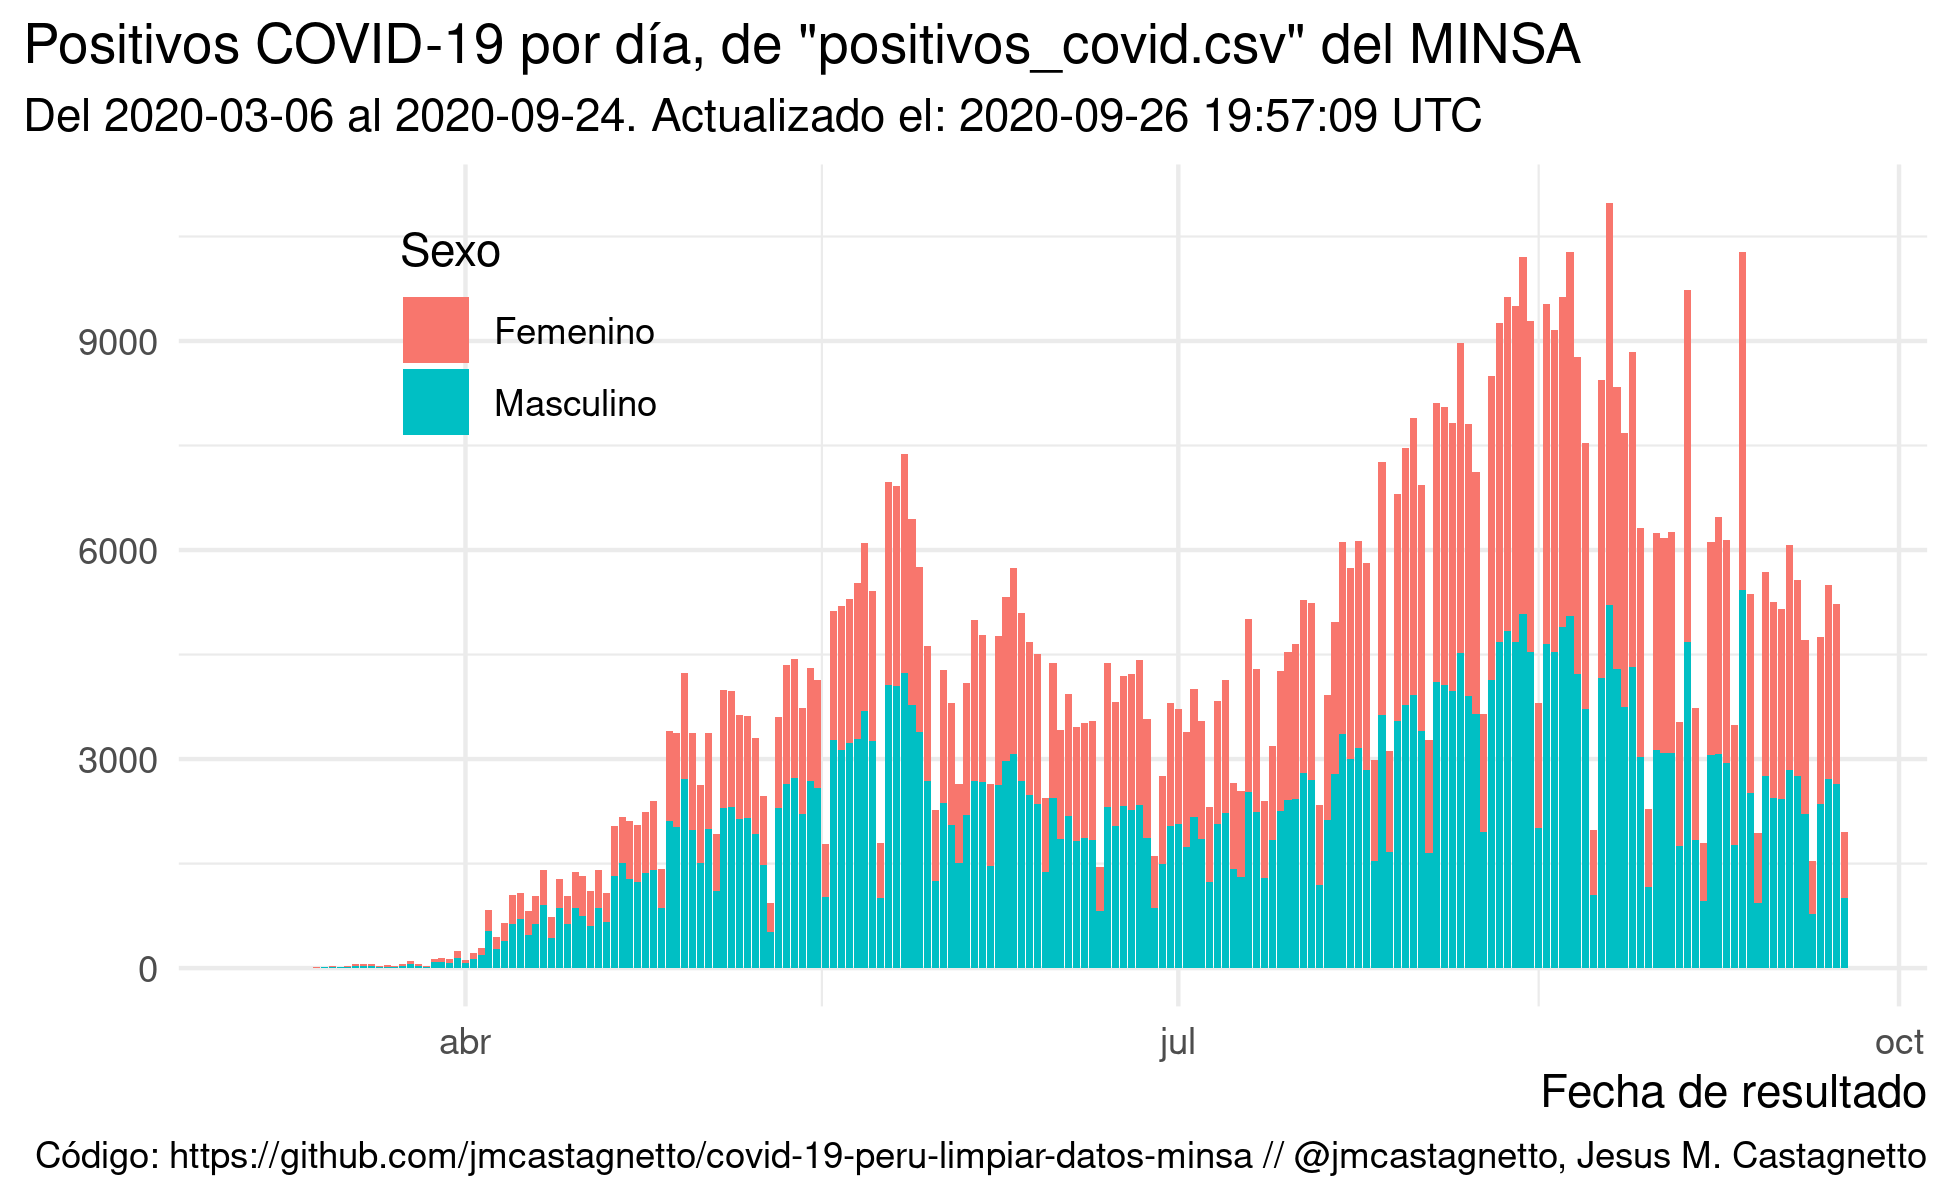 Positivos COVID-19 por día, de "positivos_covid.csv" del MINSA
Del 2020-03-06 al 2020-09-24. Actualizado el: 2020-09-26 19:57:09 UTC
Sexo
Femenino
Masculino
9000
6000
3000
0
abr jul oct
Fecha de resultado
Código: https://github.com/jmcastagnetto/covid-19-peru-limpiar-datos-minsa // @jmcastagnetto, Jesus M. Castagnetto